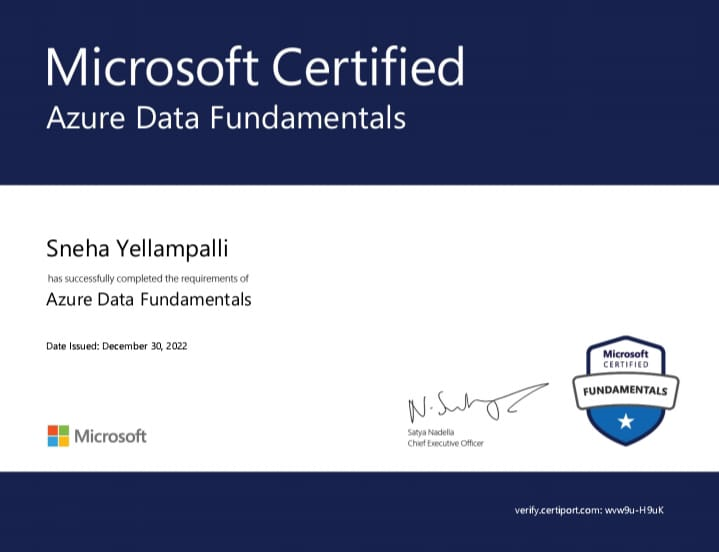 Microsoft Certified
Azure Data Fundamentals
Sneha Yellampalli
has successfully completed the requirements of
Azure Data Fundamentals
Date Issued: December 30, 2022
Microsoft
CERTIFIED
FUNDAMENTALS
N. Satya
Satya Nadella
Chief Executive Officer
Microsoft
verify.certiport.com: wvw9u-H9uK